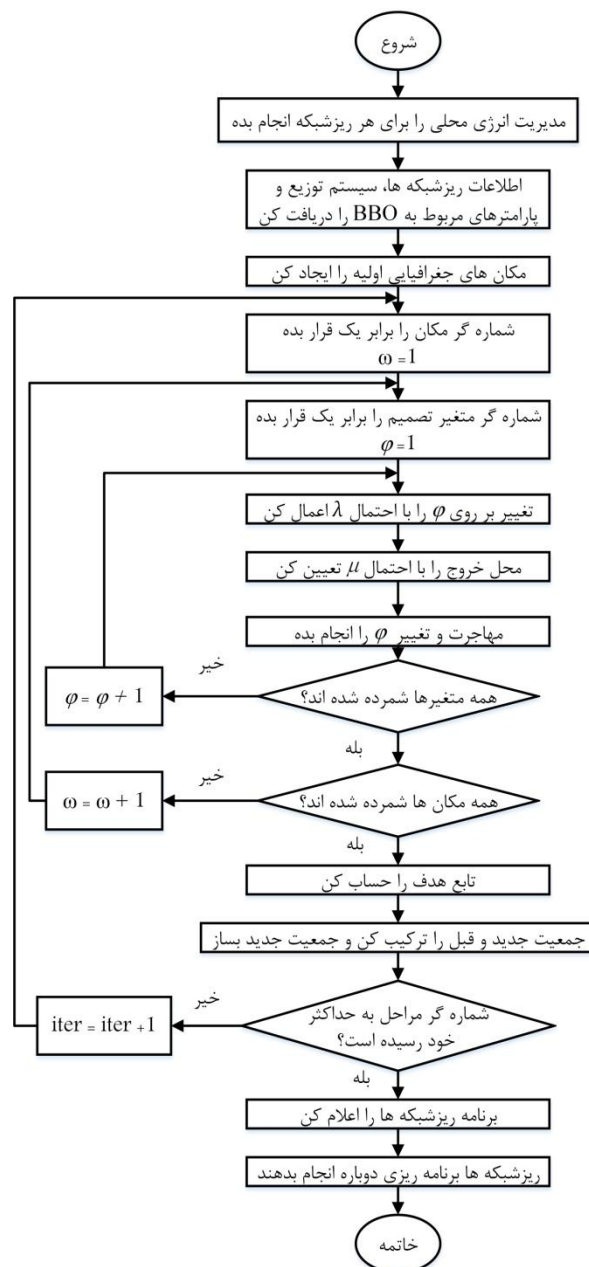 شروع
مدیریت انرژی محلی را برای هر ریزشبکه انجام بده
اطلاعات ریزشبکه ها، سیستم توزیع و
پارامترهای مربوط به BBO را دریافت کن
مکان های جغرافیایی اولیه را ایجاد کن
شماره گر مکان را برابر یک قرار بده
ω =1
شماره گر متغیر تصمیم را برابر یک قرار بده
φ=1
تغییر بر روی φ را با احتمال λ اعمال کن
محل خروج را با احتمال μ تعیین کن
مهاجرت و تغییر φ را انجام بده
همه متغیرها شمرده شده اند؟
خیر
φ= φ + 1
بله
همه مکان ها شمرده شده اند؟
خیر
ω = ω + 1
بله
تابع هدف را حساب کن
جمعیت جدید و قبل را ترکیب کن و جمعیت جدید بساز
شماره گر مراحل به حداکثر
خود رسیده است؟
خیر
iter = iter +1
بله
برنامه ریزشبکه ها را اعلام کن
ریزشبکه ها برنامه ریزی دوباره انجام بدهند
خاتمه